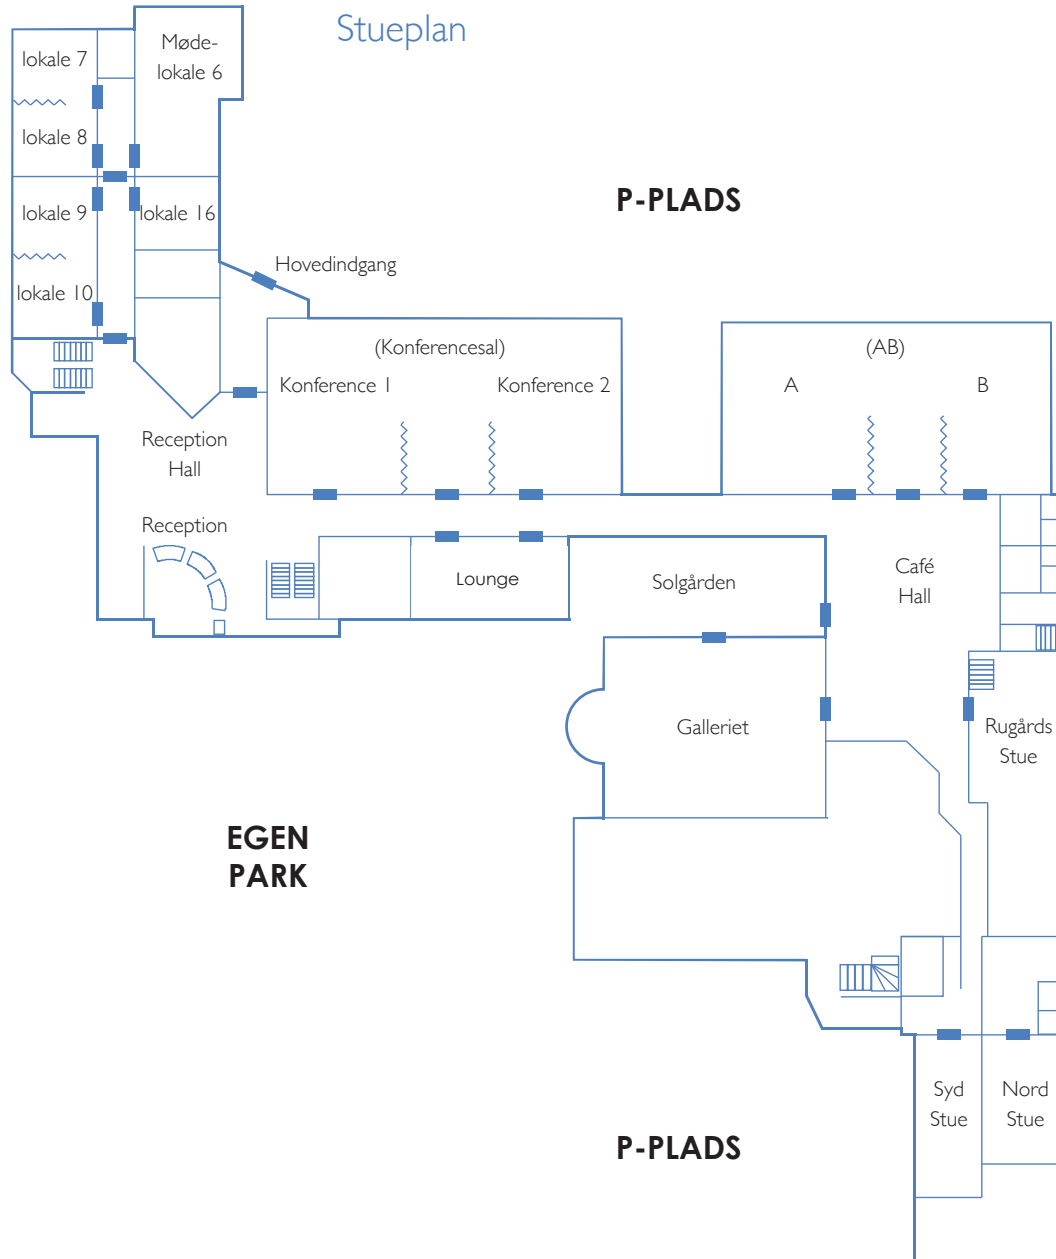 Stueplan
lokale 7
Møde-
lokale 6
lokale 8
lokale 9
lokale 16
lokale 10
P-PLADS
Hovedindgang
(Konferencesal)
Konference 1
Konference 2
(AB)
A
B
Reception
Hall
Reception
Lounge
Solgården
Café
Hall
Galleriet
Rugårds
Stue
EGEN
PARK
Syd
Stue
Nord
Stue
P-PLADS